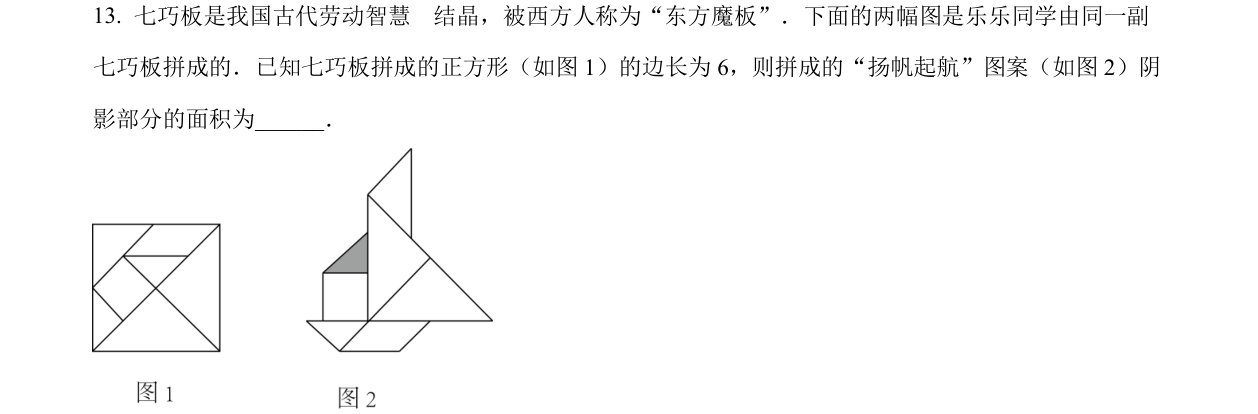 13. 七巧板是我国古代劳动智慧　结晶，被西方人称为“东方魔板”．下面的两幅图是乐乐同学由同一副
七巧板拼成的．已知七巧板拼成的正方形（如图 1）的边长为 6，则拼成的“扬帆起航”图案（如图 2）阴
影部分的面积为______．
图 1
图 2